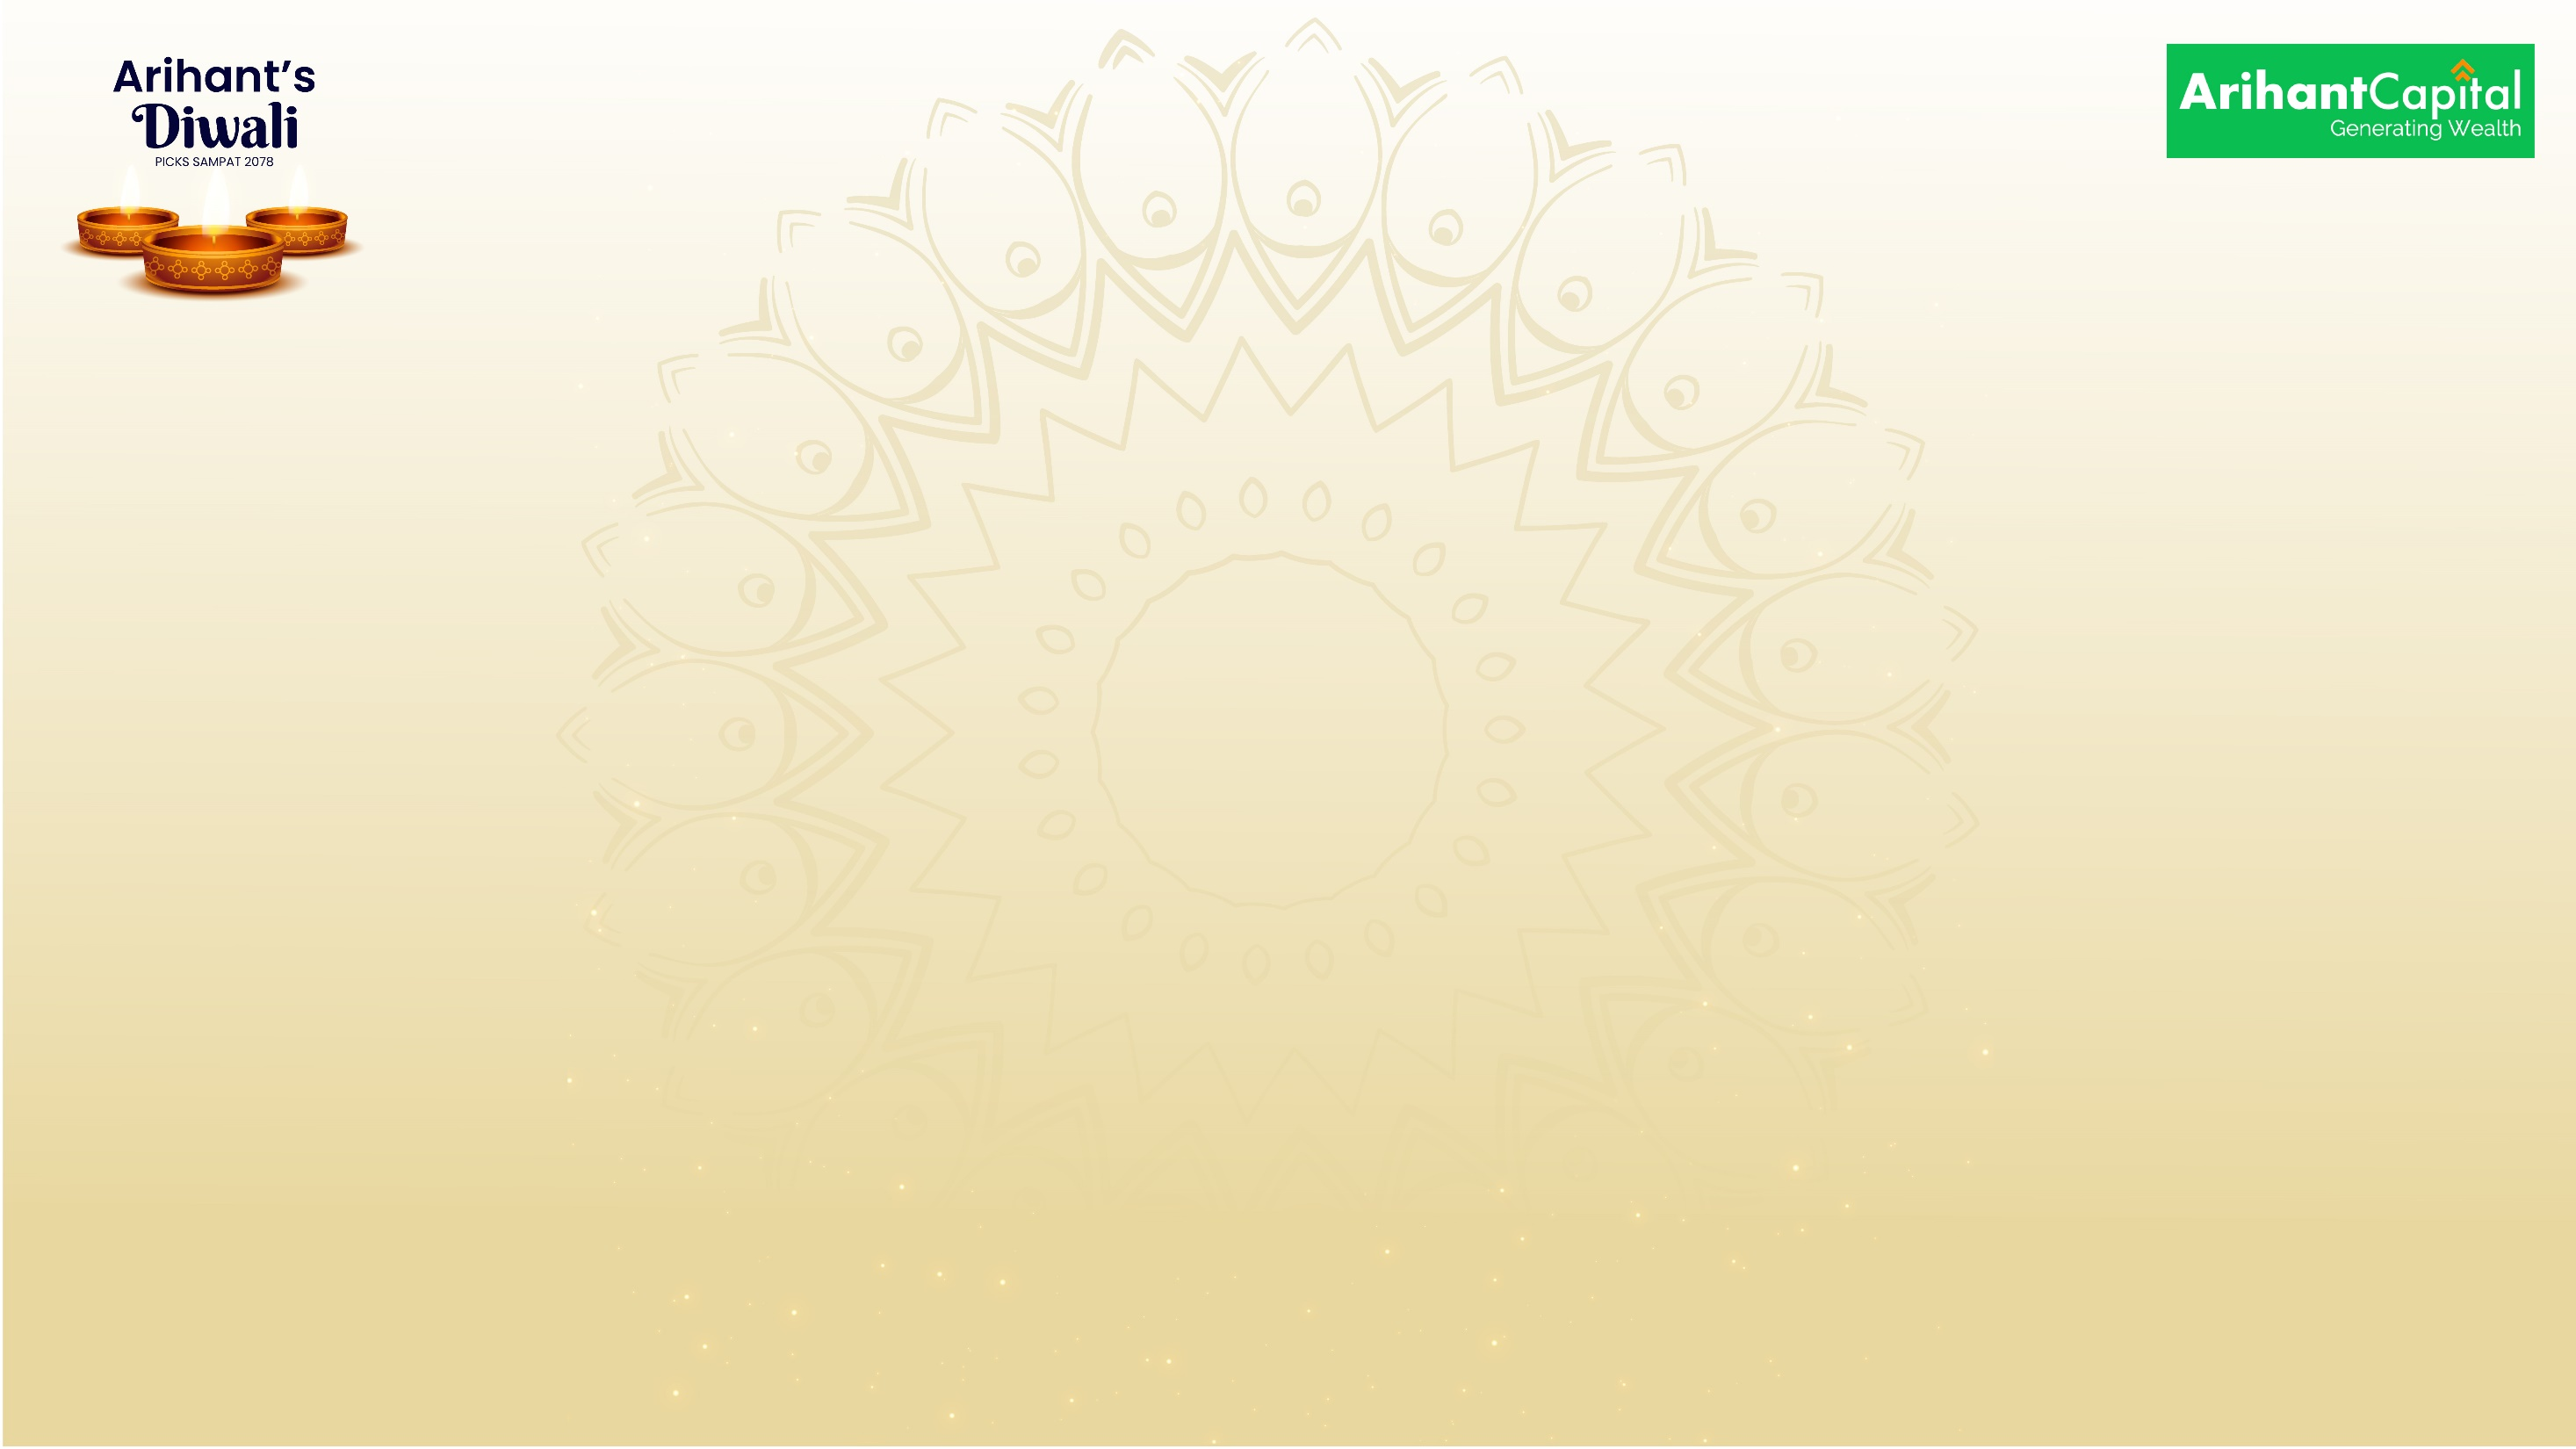 Arihant’s
Diwali
PICKS SAMPAT 2078
ArihantCapital
Generating Wealth